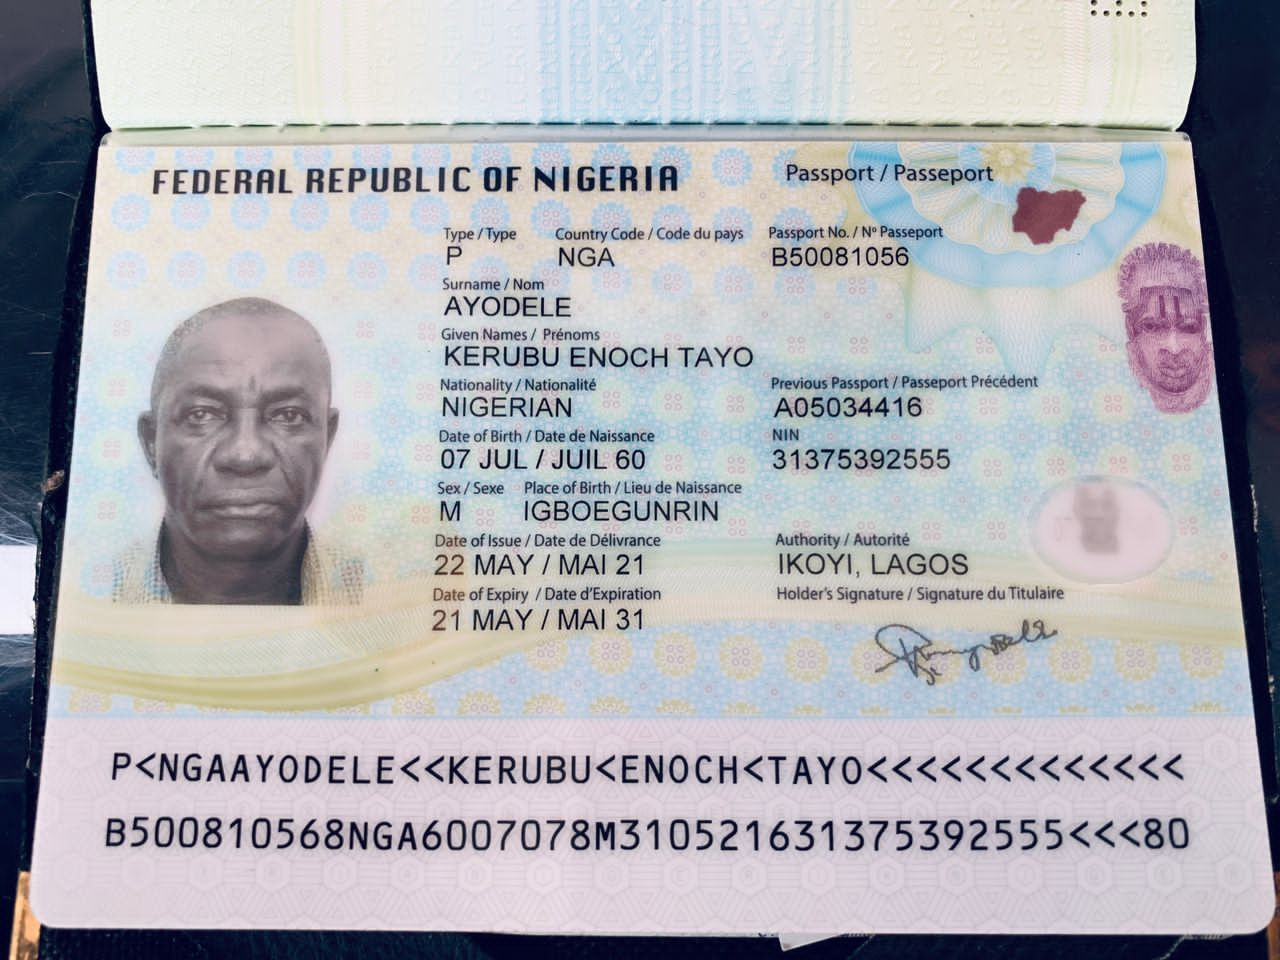 FEDERAL REPUBLIC OF NIGERIA
Passport / Passeport
Type / Type Country Code / Code du pays Passport No. / Nº Passeport
P NGA B50081056
Surname / Nom
AYODELE
Given Names / Prénoms
KERUBU ENOCH TAYO
Nationality / Nationalité Previous Passport / Passeport Précédent
NIGERIAN A05034416
Date of Birth / Date de Naissance NIN
07 JUL / JUIL 60 31375392555
Sex / Sexe Place of Birth / Lieu de Naissance
M IGBOEGUNRIN
Date of Issue / Date de Délivrance Authority / Autorité
22 MAY / MAI 21 IKOYI, LAGOS
Date of Expiry / Date d'Expiration Holder's Signature / Signature du Titulaire
21 MAY / MAI 31
P<NGAAYODELE<<KERUBU<ENOCH<TAYO<<<<<<<<<<<<<
B500810568NGA6007078M310521631375392555<<<80